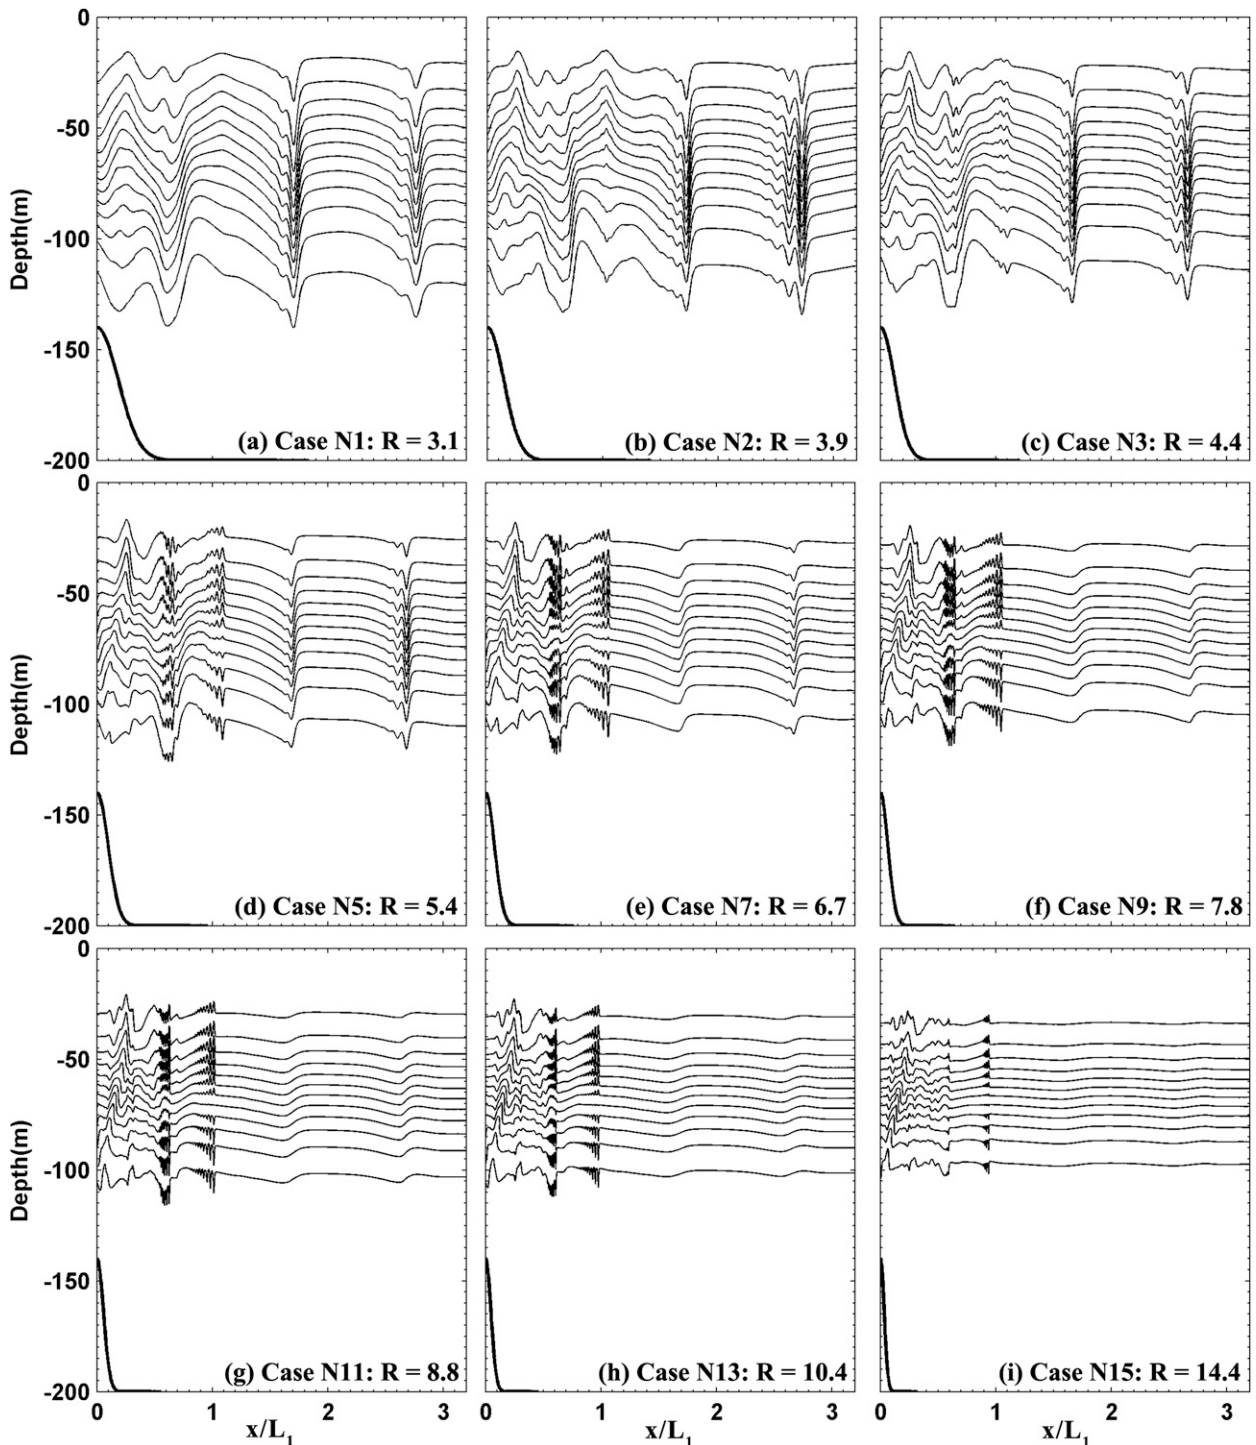 0
-50
-100
-150
-200
Depth(m)
(a) Case N1: R = 3.1
(b) Case N2: R = 3.9
(c) Case N3: R = 4.4
0
-50
-100
-150
-200
Depth(m)
(d) Case N5: R = 5.4
(e) Case N7: R = 6.7
(f) Case N9: R = 7.8
0
-50
-100
-150
-200
Depth(m)
(g) Case N11: R = 8.8
(h) Case N13: R = 10.4
(i) Case N15: R = 14.4
0 1 2 3 0 1 2 3 0 1 2 3
x/L1 x/L1 x/L1